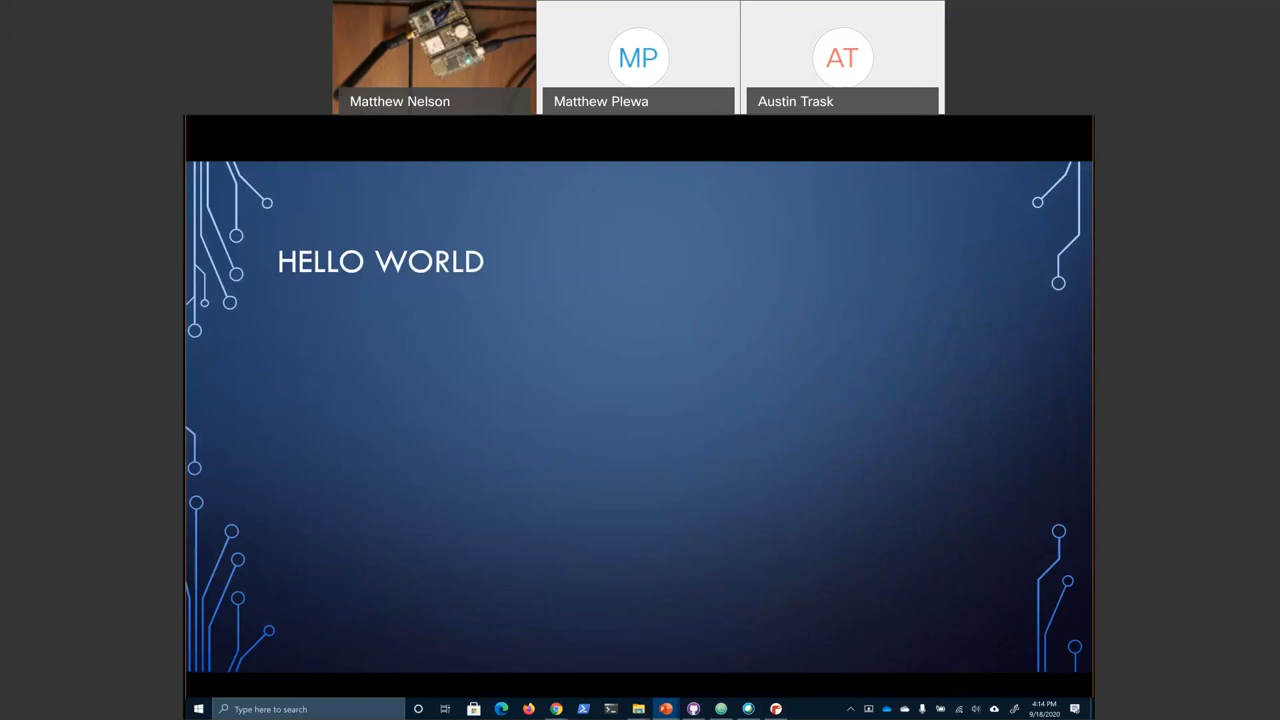 MP
AT
Matthew Nelson
Matthew Plewa
Austin Trask
HELLO WORLD
Type here to search
4:14 PM
9/18/2020